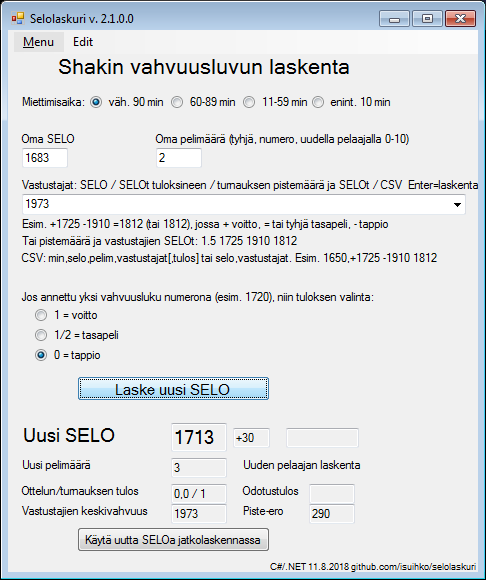 Selolaskuri v. 2.1.0.0
Menu Edit
Shakin vahvuusluvun laskenta
Miettimisaika: väh. 90 min 60-89 min 11-59 min enint. 10 min
Oma SELO Oma pelimäärä (tyhjä, numero, uudella pelaajalla 0-10)
1683 2
Vastustajat: SELO / SELOt tuloksineen / turnauksen pistemäärä ja SELOt / CSV Enter=laskenta
1973
Esim. +1725 -1910 =1812 (tai 1812), jossa + voitto, = tai tyhjä tasapeli, - tappio
Tai pistemäärä ja vastustajien SELOt: 1.5 1725 1910 1812
CSV: min,selo,pelim,vastustajat[,tulos] tai selo,vastustajat. Esim. 1650,+1725 -1910 1812
Jos annettu yksi vahvuusluku numerona (esim. 1720), niin tuloksen valinta:
1 = voitto
1/2 = tasapeli
0 = tappio
Laske uusi SELO
Uusi SELO 1713 +30
Uusi pelimäärä 3 Uuden pelaajan laskenta
Ottelun/turnauksen tulos 0,0 / 1 Odotustulos
Vastustajien keskivahvuus 1973 Piste-ero 290
Käytä uutta SELOa jatkolaskennassa
C#/.NET 11.8.2018 github.com/isuihko/selolaskuri